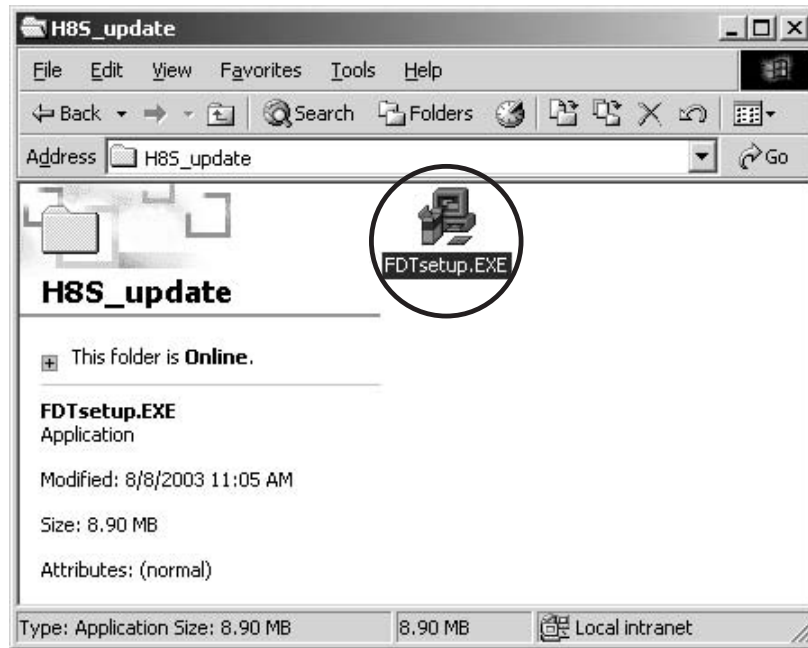 H8S_update
File Edit View Favorites Tools Help
Back Search Folders
Address H8S_update Go
FDTsetup.EXE
H8S_update
This folder is Online.
FDTsetup.EXE
Application
Modified: 8/8/2003 11:05 AM
Size: 8.90 MB
Attributes: (normal)
Type: Application Size: 8.90 MB 8.90 MB Local intranet